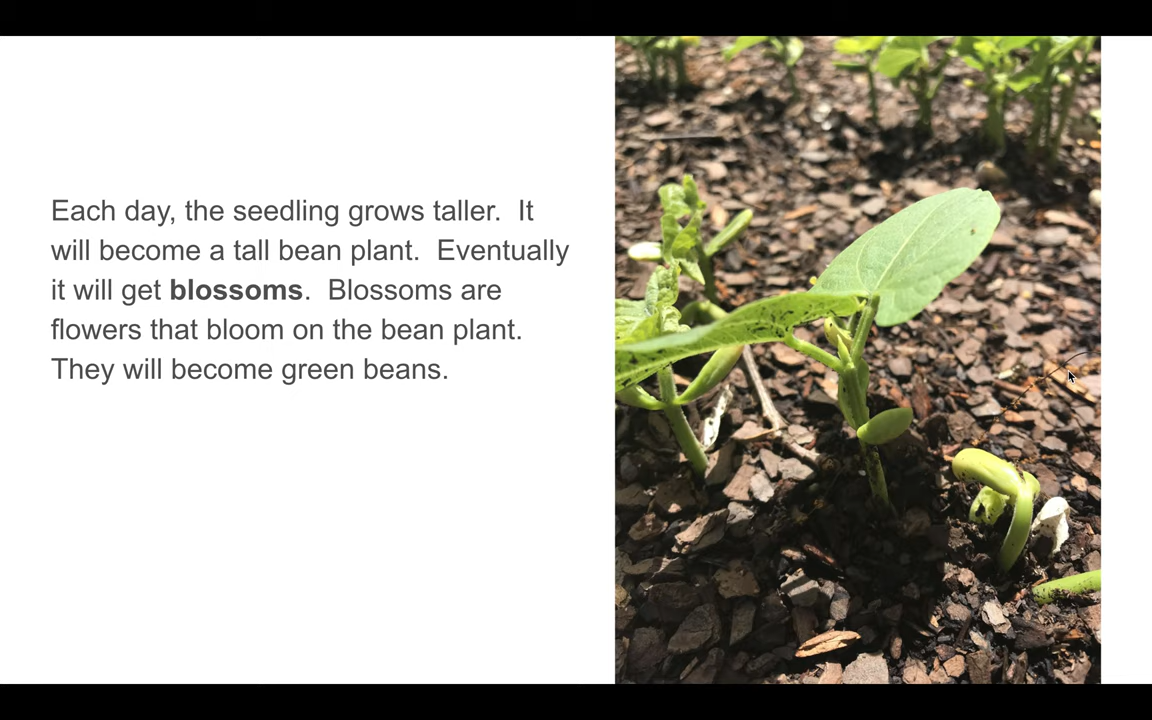 Each day, the seedling grows taller.  It
will become a tall bean plant.  Eventually
it will get blossoms.  Blossoms are
flowers that bloom on the bean plant.
They will become green beans.